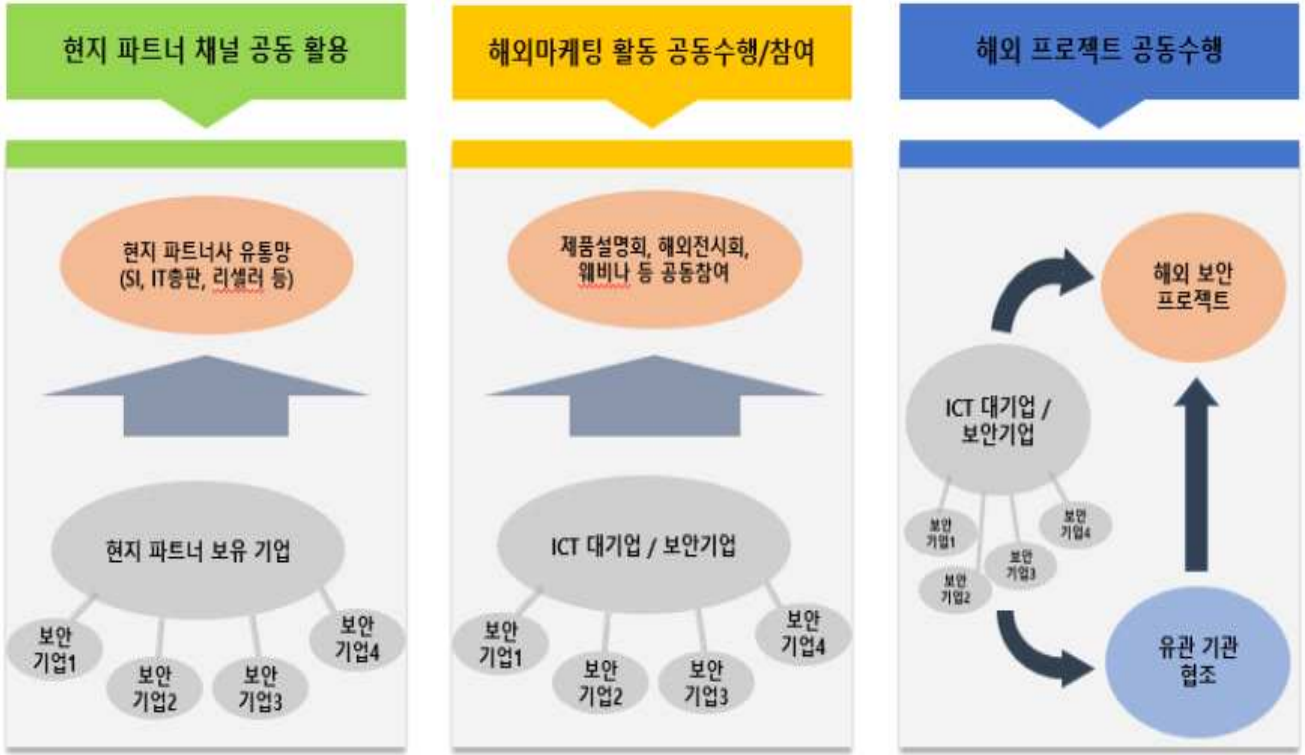 현지 파트너 채널 공동 활용
현지 파트너사 유통망
(SI, IT총판, 리셀러 등)
현지 파트너 보유 기업
보안
기업1
보안
기업2
보안
기업3
보안
기업4
해외마케팅 활동 공동수행/참여
제품설명회, 해외전시회,
웨비나 등 공동참여
ICT 대기업 / 보안기업
보안
기업1
보안
기업2
보안
기업3
보안
기업4
해외 프로젝트 공동수행
해외 보안
프로젝트
ICT 대기업 /
보안기업
보안
기업1
보안
기업2
보안
기업3
보안
기업4
유관 기관
협조